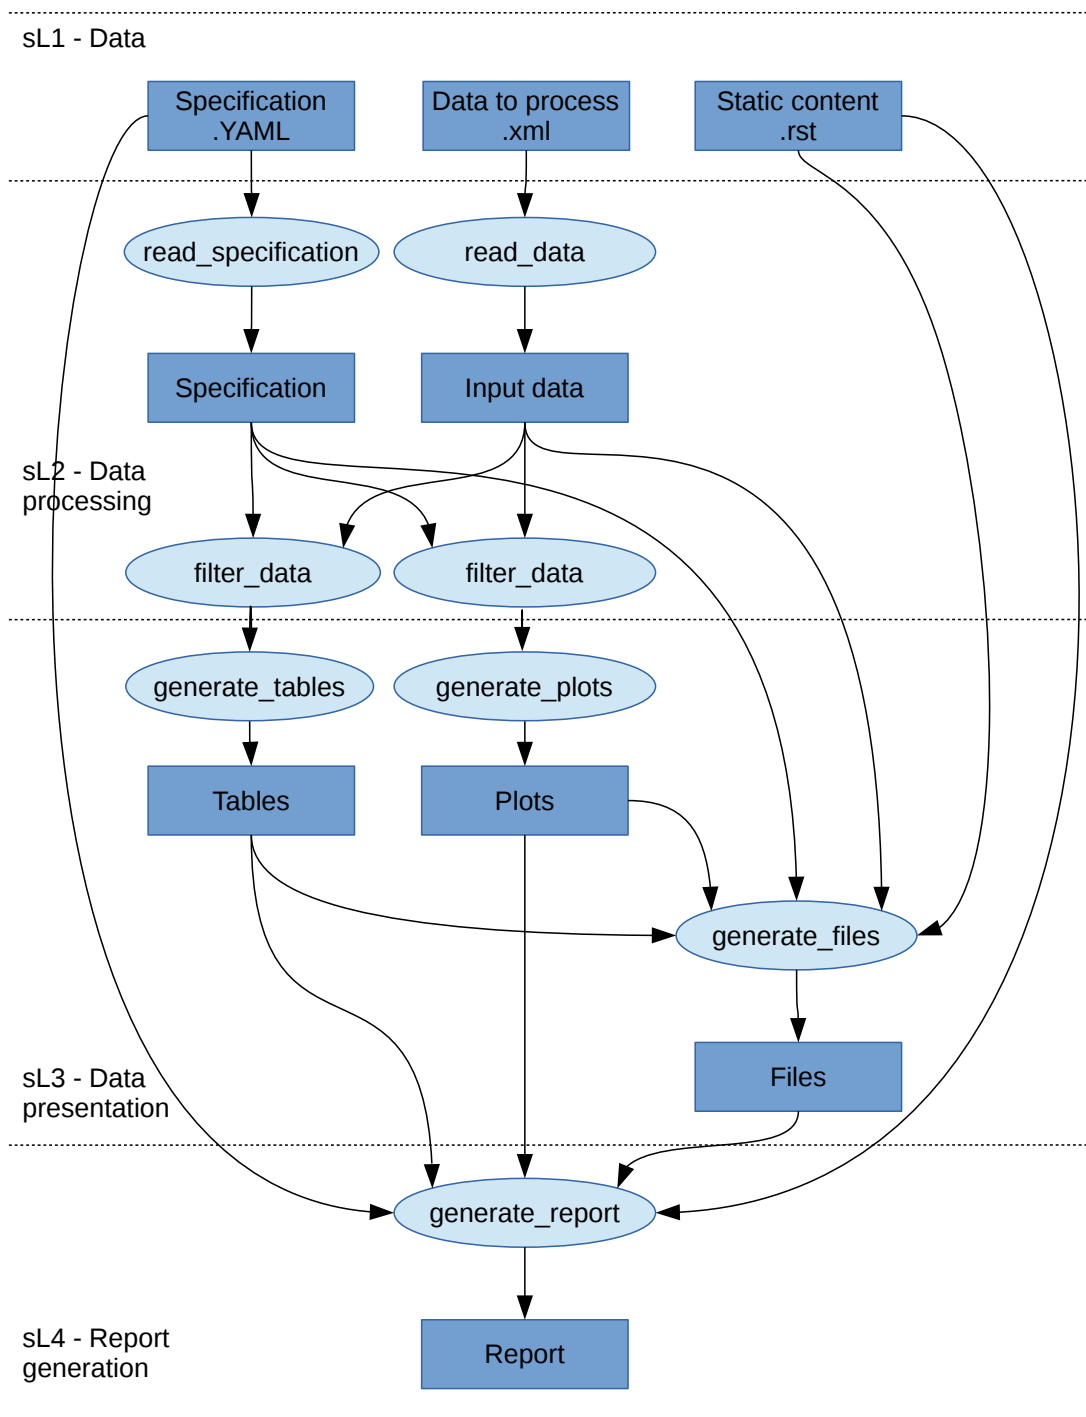 sL1 - Data
Specification
.YAML
Data to process
.xml
Static content
.rst
read_specification
read_data
Specification
Input data
sL2 - Data
processing
filter_data
filter_data
generate_tables
generate_plots
Tables
Plots
generate_files
sL3 - Data
presentation
Files
generate_report
sL4 - Report
generation
Report